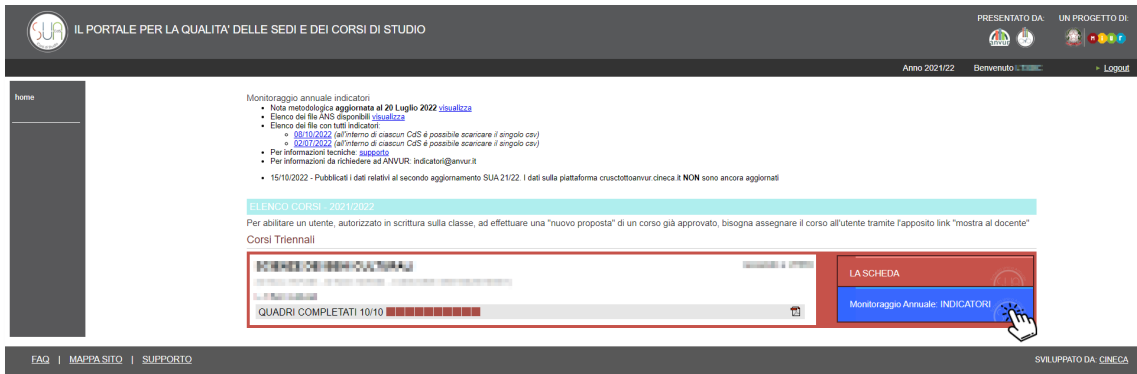 SUA
IL PORTALE PER LA QUALITA' DELLE SEDI E DEI CORSI DI STUDIO
PRESENTATO DA:
UN PROGETTO DI:
anvur
m i u r
Anno 2021/22
Benvenuto
Logout
home
Monitoraggio annuale indicatori
Nota metodologica aggiornata al 20 Luglio 2022 visualizza
Elenco dei file ANS disponibili visualizza
Elenco dei file con tutti indicatori:
08/10/2022 (all'interno di ciascun CdS é possibile scaricare il singolo csv)
02/07/2022 (all'interno di ciascun CdS é possibile scaricare il singolo csv)
Per informazioni tecniche: supporto
Per informazioni da richiedere ad ANVUR: indicatori@anvur.it
15/10/2022 - Pubblicati i dati relativi al secondo aggiornamento SUA 21/22. I dati sulla piattaforma crusctottoanvur.cineca.it NON sono ancora aggiornati
ELENCO CORSI - 2021/2022
Per abilitare un utente, autorizzato in scrittura sulla classe, ad effettuare una "nuovo proposta" di un corso già approvato, bisogna assegnare il corso all'utente tramite l'apposito link "mostra al docente"
Corsi Triennali
LA SCHEDA
Monitoraggio Annuale: INDICATORI
QUADRI COMPLETATI 10/10
FAQ | MAPPA SITO | SUPPORTO
SVILUPPATO DA: CINECA